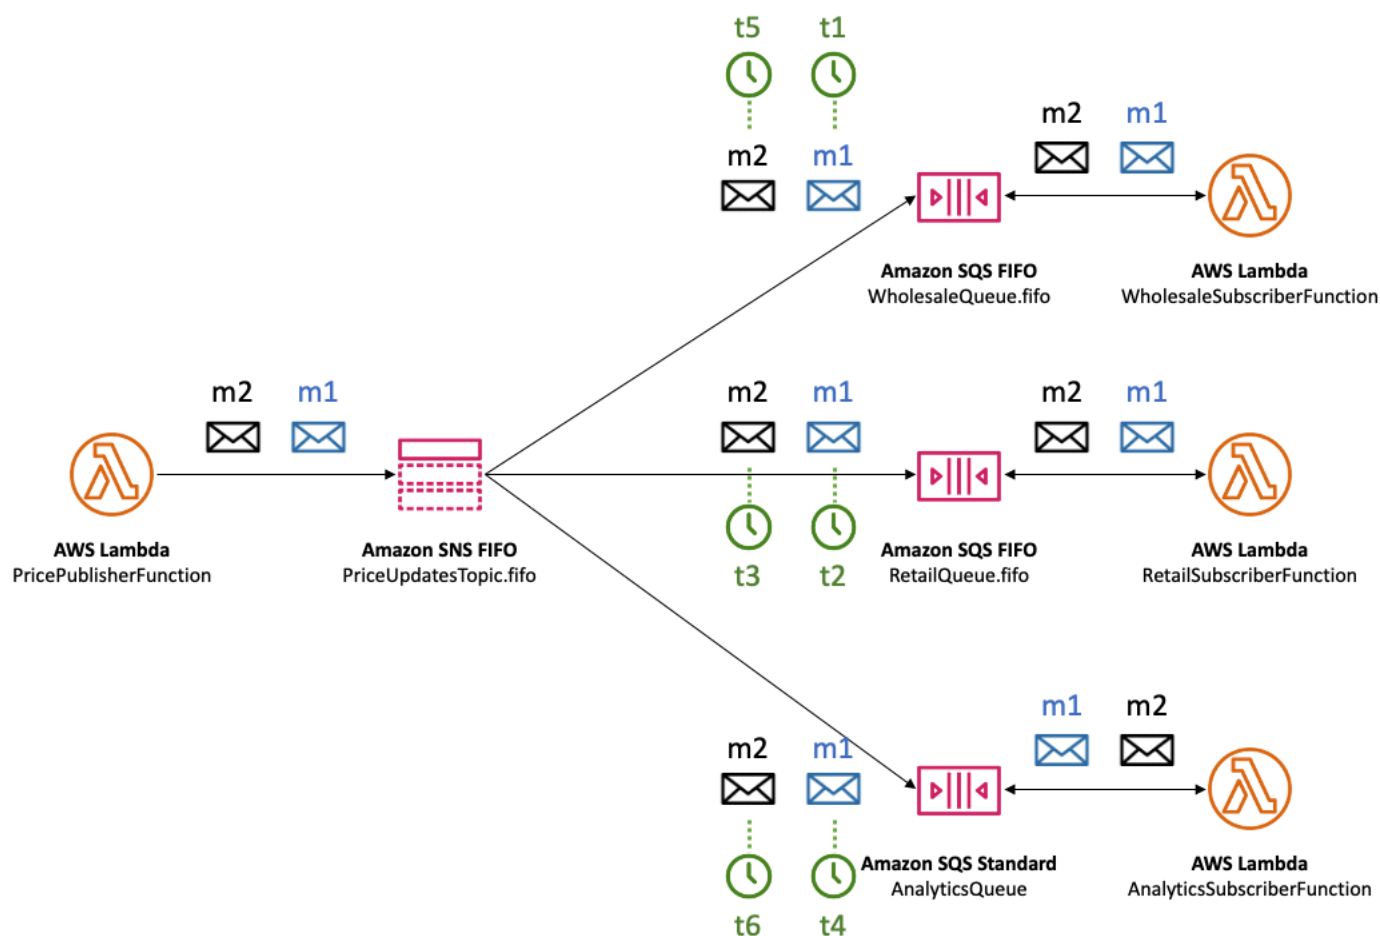 t5 t1
m2 m1
m2 m1
Amazon SQS FIFO
WholesaleQueue.fifo
AWS Lambda
WholesaleSubscriberFunction
m2 m1
m2 m1
m2 m1
AWS Lambda
PricePublisherFunction
Amazon SNS FIFO
PriceUpdatesTopic.fifo
t3 t2
Amazon SQS FIFO
RetailQueue.fifo
AWS Lambda
RetailSubscriberFunction
m1 m2
m2 m1
Amazon SQS Standard
AnalyticsQueue
AWS Lambda
AnalyticsSubscriberFunction
t6 t4